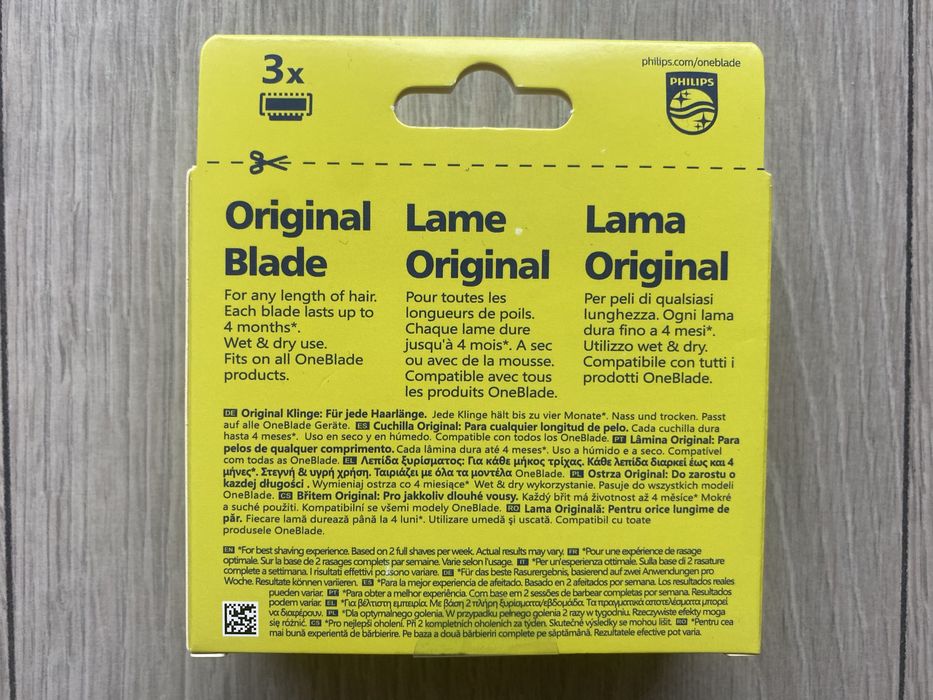 3x
philips.com/oneblade
PHILIPS
Original
Blade
For any length of hair.
Each blade lasts up to
4 months*.
Wet & dry use.
Fits on all OneBlade
products.
Lame
Original
Pour toutes les
longueurs de poils.
Chaque lame dure
jusqu'à 4 mois*. A sec
ou avec de la mousse.
Compatible avec tous
les produits OneBlade.
Lama
Original
Per peli di qualsiasi
lunghezza. Ogni lama
dura fino a 4 mesi*.
Utilizzo wet & dry.
Compatibile con tutti i
prodotti OneBlade.
DE Original Klinge: Für jede Haarlänge. Jede Klinge hält bis zu vier Monate*. Nass und trocken. Passt
auf alle OneBlade Geräte. ES Cuchilla Original: Para cualquier longitud de pelo. Cada cuchilla dura
hasta 4 meses*. Uso en seco y en húmedo. Compatible con todos los OneBlade. PT Lâmina Original: Para
pelos de qualquer comprimento. Cada lâmina dura até 4 meses*. Uso a húmido e a seco. Compatível
com todas as OneBlade. EL Λεπίδα ξυρίσματος: Για κάθε μήκος τρίχας. Κάθε λεπίδα διαρκεί έως και 4
μήνες*. Στεγνή & υγρή χρήση. Ταιριάζει με όλα τα μοντέλα OneBlade. PL Ostrza Original: Do zarostu o
kazdej długości . Wymieniaj ostrza co 4 miesiące* Wet & dry wykorzystanie. Pasuje do wszystkich modeli
OneBlade. CS Břitem Original: Pro jakkoliv dlouhé vousy. Každý břit má životnost až 4 měsíce* Mokré
a suché použití. Kompatibilní se všemi modely OneBlade. RO Lama Originală: Pentru orice lungime de
păr. Fiecare lamă durează până la 4 luni*. Utilizare umedă şi uscată. Compatibil cu toate
produsele OneBlade.
EN *For best shaving experience. Based on 2 full shaves per week. Actual results may vary. FR *Pour une expérience de rasage
optimale. Sur la base de 2 rasages complets par semaine. Varie selon l'usage. IT *Per un'esperienza ottimale. Sulla base di 2 rasature
complete a settimana. I risultati effettivi possono variare. DE *Für das beste Rasurergebnis, basierend auf zwei Anwendungen pro
Woche. Resultate können variieren. ES *Para la mejor experiencia de afeitado. Basado en 2 afeitados por semana. Los resultados reales
pueden variar. PT *Para obter a melhor experiência. Com base em 2 sessões de barbear completas por semana. Resultados
podem variar. EL *Για βέλτιστη εμπειρία. Με βάση 2 πλήρη ξυρίσματα/εβδομάδα. Τα πραγματικά αποτελέσματα μπορεί
να διαφέρουν. PL *Dla optymalnego golenia. W przypadku pełnego golenia 2 razy w tygodniu. Rzeczywiste efekty moga
się różnić. CS *Pro nejlepší oholení. Při 2 kompletních oholeních za týden. Skutečné výsledky se mohou lišit. RO *Pentru cea
mai bună experientă de bărbierire. Pe baza a două bărbieriri complete pe săptămână. Rezultatele efective pot varia.